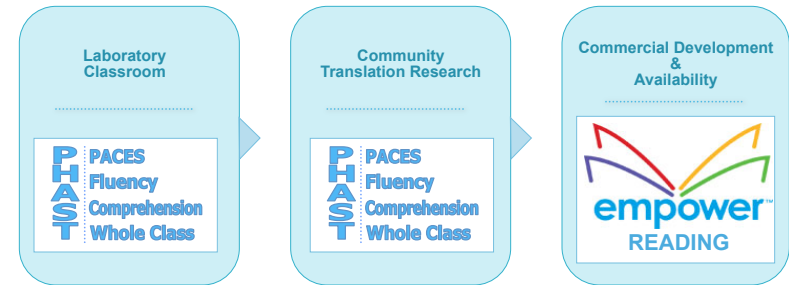 Laboratory
Classroom
PHAST
PACES
Fluency
Comprehension
Whole Class
Community
Translation Research
PHAST
PACES
Fluency
Comprehension
Whole Class
Commercial Development
&
Availability
empower™
READING